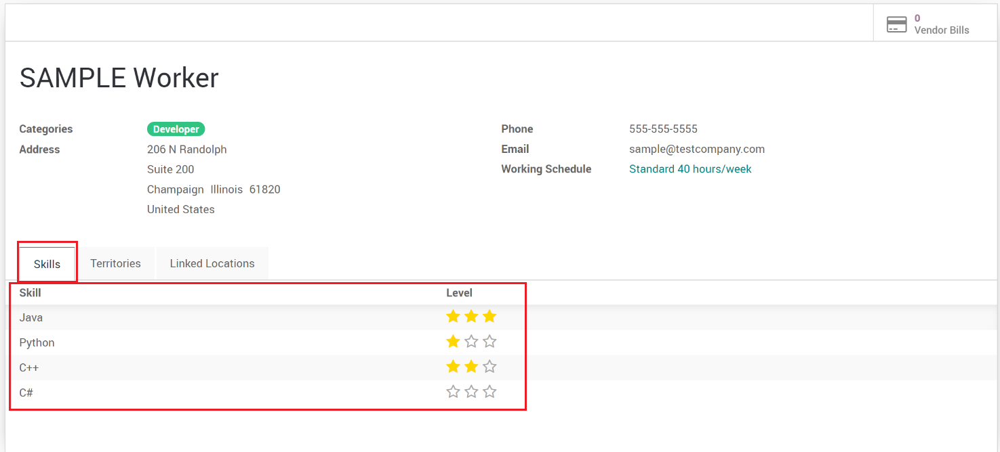 0
Vendor Bills
SAMPLE Worker
Categories Developer
Address 206 N Randolph
Suite 200
Champaign Illinois 61820
United States
Phone 555-555-5555
Email sample@testcompany.com
Working Schedule Standard 40 hours/week
Skills Territories Linked Locations
Skill Level
Java
Python
C++
C#